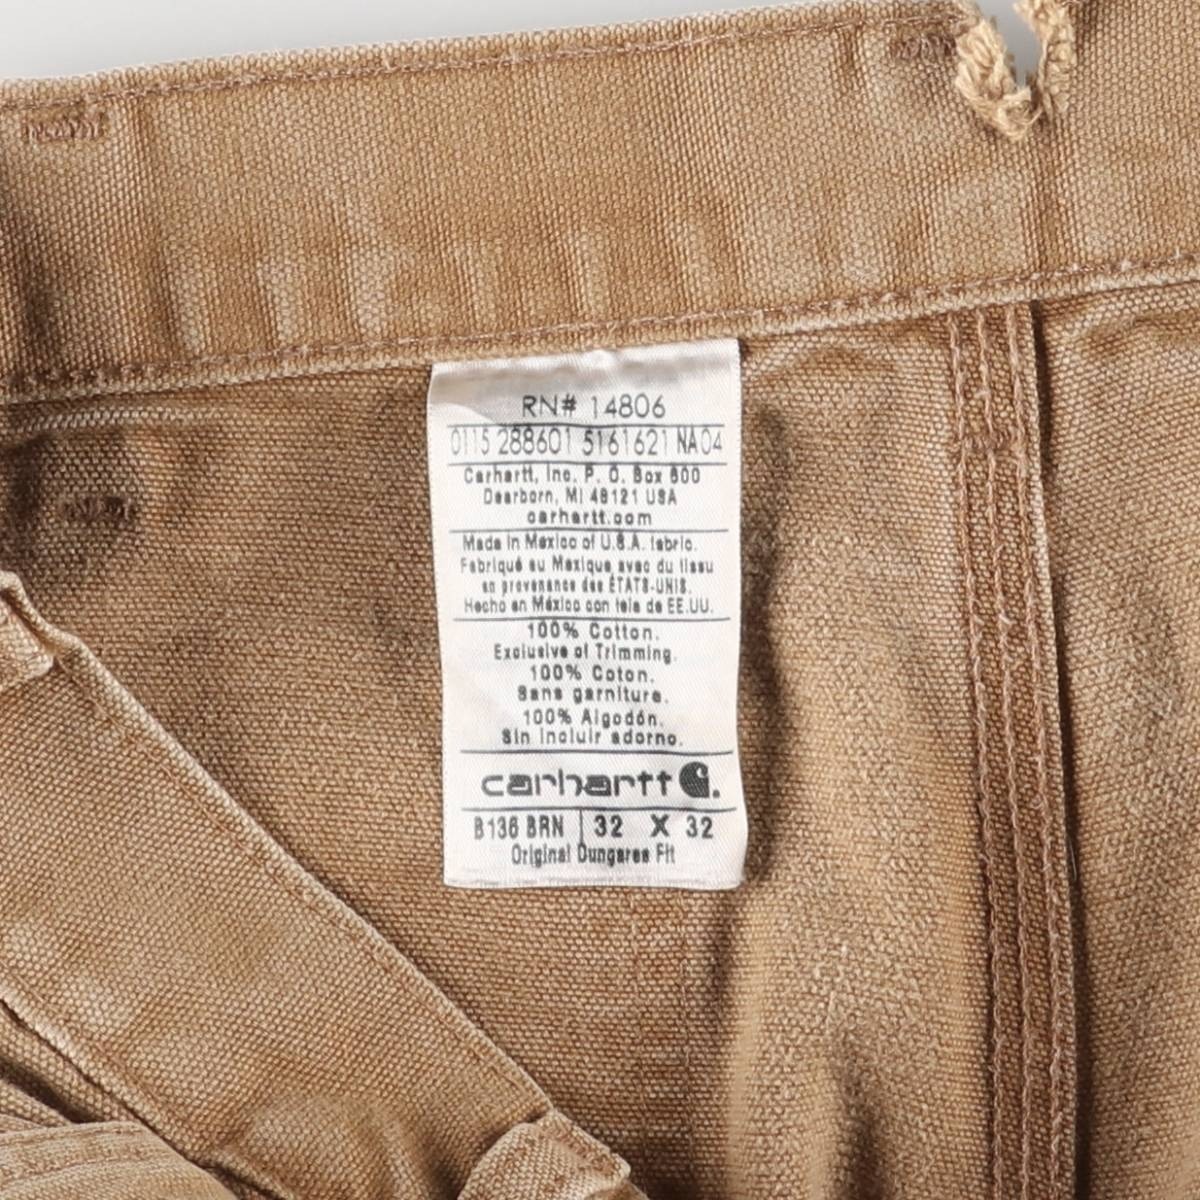 RN# 14806
0115 288601 5161621 NA04
Carhartt, Inc. P. O. Box 600
Dearborn, MI 48121 USA
carhartt.com
Made in Mexico of U.S.A. fabric.
Fabriqué au Mexique avec du tissu
en provenance des ÉTATS-UNIS.
Hecho en México con tela de EE.UU.
100% Cotton.
Exclusive of Trimming.
100% Coton.
Sans garniture.
100% Algodón.
Sin incluir adorno.
carhartt
B136 BRN 32 X 32
Original Dungaree Fit